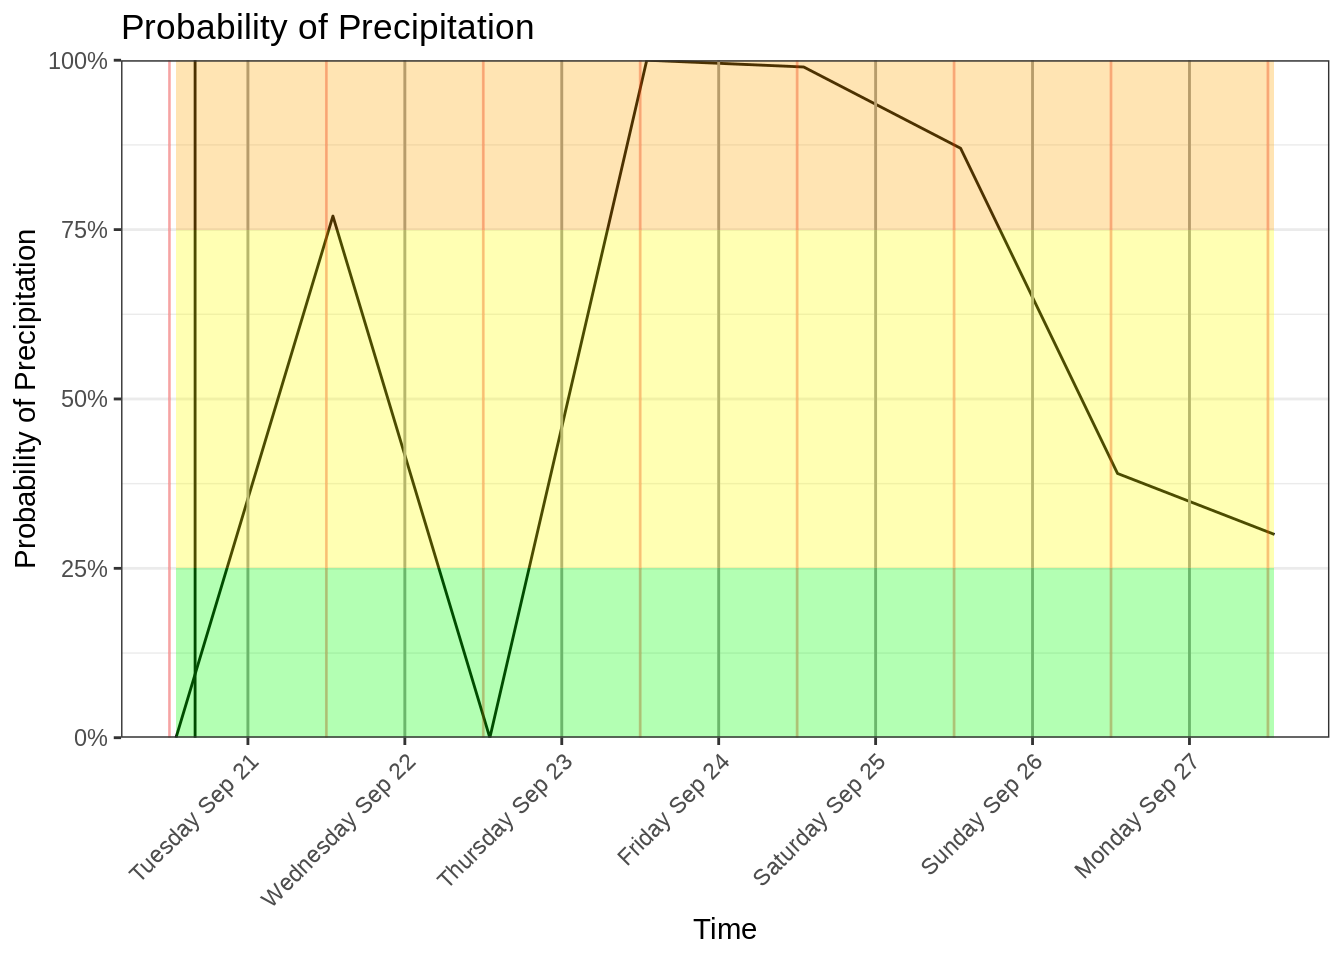 Probability of Precipitation
Probability of Precipitation
100%
75%
50%
25%
0%
Tuesday Sep 21
Wednesday Sep 22
Thursday Sep 23
Friday Sep 24
Saturday Sep 25
Sunday Sep 26
Monday Sep 27
Time